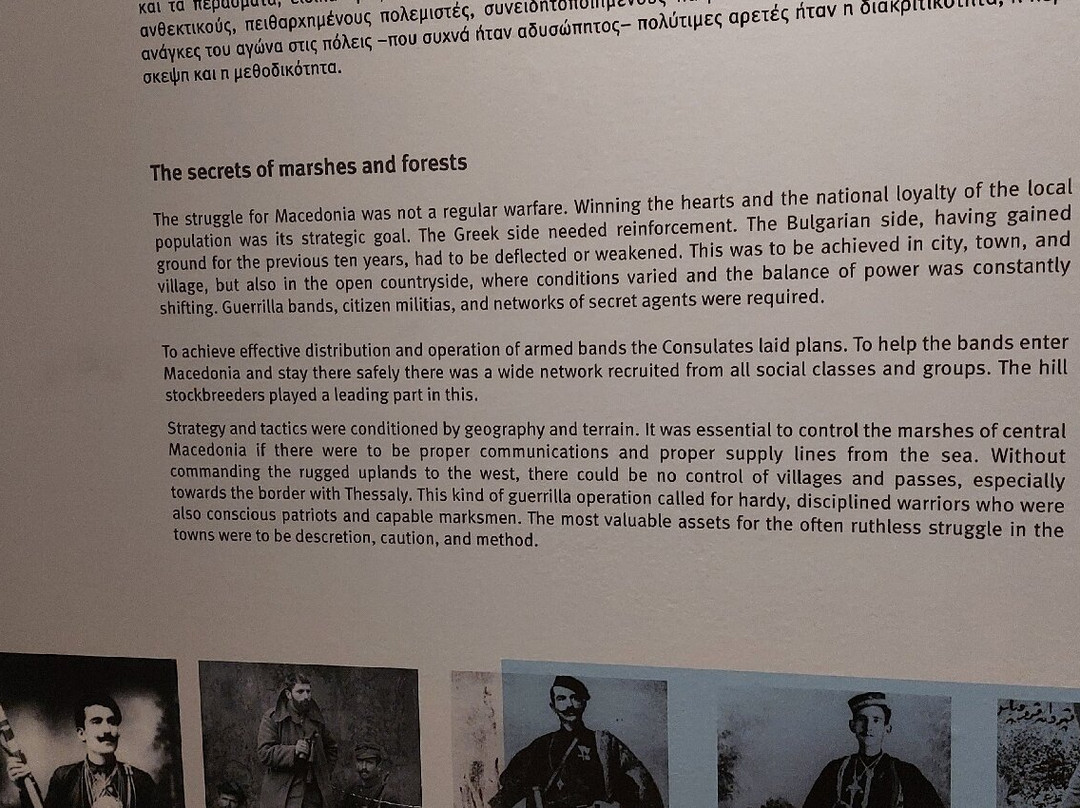 και τα περάσματα,
ανθεκτικούς, πειθαρχημένους πολεμιστές, συνειδητοποιημένους
ανάγκες του αγώνα στις πόλεις –που συχνά ήταν αδυσώπητος– πολύτιμες αρετές ήταν η διακριτικότητα, η
σκεψη και η μεθοδικότητα.
The secrets of marshes and forests
The struggle for Macedonia was not a regular warfare. Winning the hearts and the national loyalty of the local
population was its strategic goal. The Greek side needed reinforcement. The Bulgarian side, having gained
ground for the previous ten years, had to be deflected or weakened. This was to be achieved in city, town, and
village, but also in the open countryside, where conditions varied and the balance of power was constantly
shifting. Guerrilla bands, citizen militias, and networks of secret agents were required.
To achieve effective distribution and operation of armed bands the Consulates laid plans. To help the bands enter
Macedonia and stay there safely there was a wide network recruited from all social classes and groups. The hill
stockbreeders played a leading part in this.
Strategy and tactics were conditioned by geography and terrain. It was essential to control the marshes of central
Macedonia if there were to be proper communications and proper supply lines from the sea. Without
commanding the rugged uplands to the west, there could be no control of villages and passes, especially
towards the border with Thessaly. This kind of guerrilla operation called for hardy, disciplined warriors who were
also conscious patriots and capable marksmen. The most valuable assets for the often ruthless struggle in the
towns were to be descretion, caution, and method.